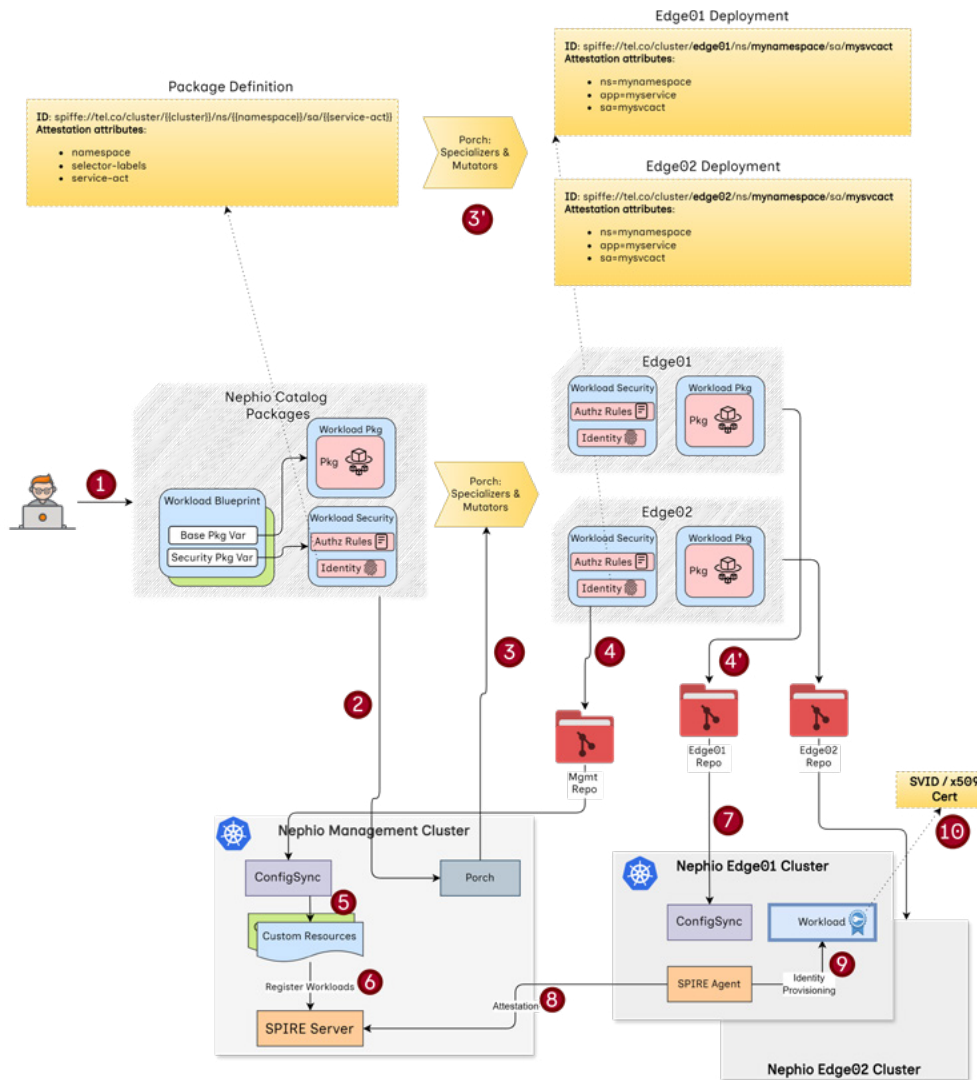 Edge01 Deployment
ID: spiffe://tel.co/cluster/edge01/ns/mynamespace/sa/mysvcact
Attestation attributes:
• ns=mynamespace
• app=myservice
• sa=mysvcact
Package Definition
ID: spiffe://tel.co/cluster/{{cluster}}/ns/{{namespace}}/sa/{{service-act}}
Attestation attributes:
• namespace
• selector-labels
• service-act
Porch:
Specializers &
Mutators
3'
Edge02 Deployment
ID: spiffe://tel.co/cluster/edge02/ns/mynamespace/sa/mysvcact
Attestation attributes:
• ns=mynamespace
• app=myservice
• sa=mysvcact
Nephio Catalog
Packages
Workload Pkg
Pkg
Workload Blueprint
Base Pkg Var
Security Pkg Var
Workload Security
Authz Rules
Identity
1
Porch:
Specializers &
Mutators
Edge01
Workload Security
Authz Rules
Identity
Workload Pkg
Pkg
Edge02
Workload Security
Authz Rules
Identity
Workload Pkg
Pkg
2
3
4
4'
Mgmt
Repo
Edge01
Repo
Edge02
Repo
SVID / x509
Cert
10
Nephio Management Cluster
ConfigSync
5
Custom Resources
Register Workloads
6
SPIRE Server
Porch
7
Nephio Edge01 Cluster
ConfigSync
Workload
SPIRE Agent
Identity
Provisioning
9
Attestation
8
Nephio Edge02 Cluster